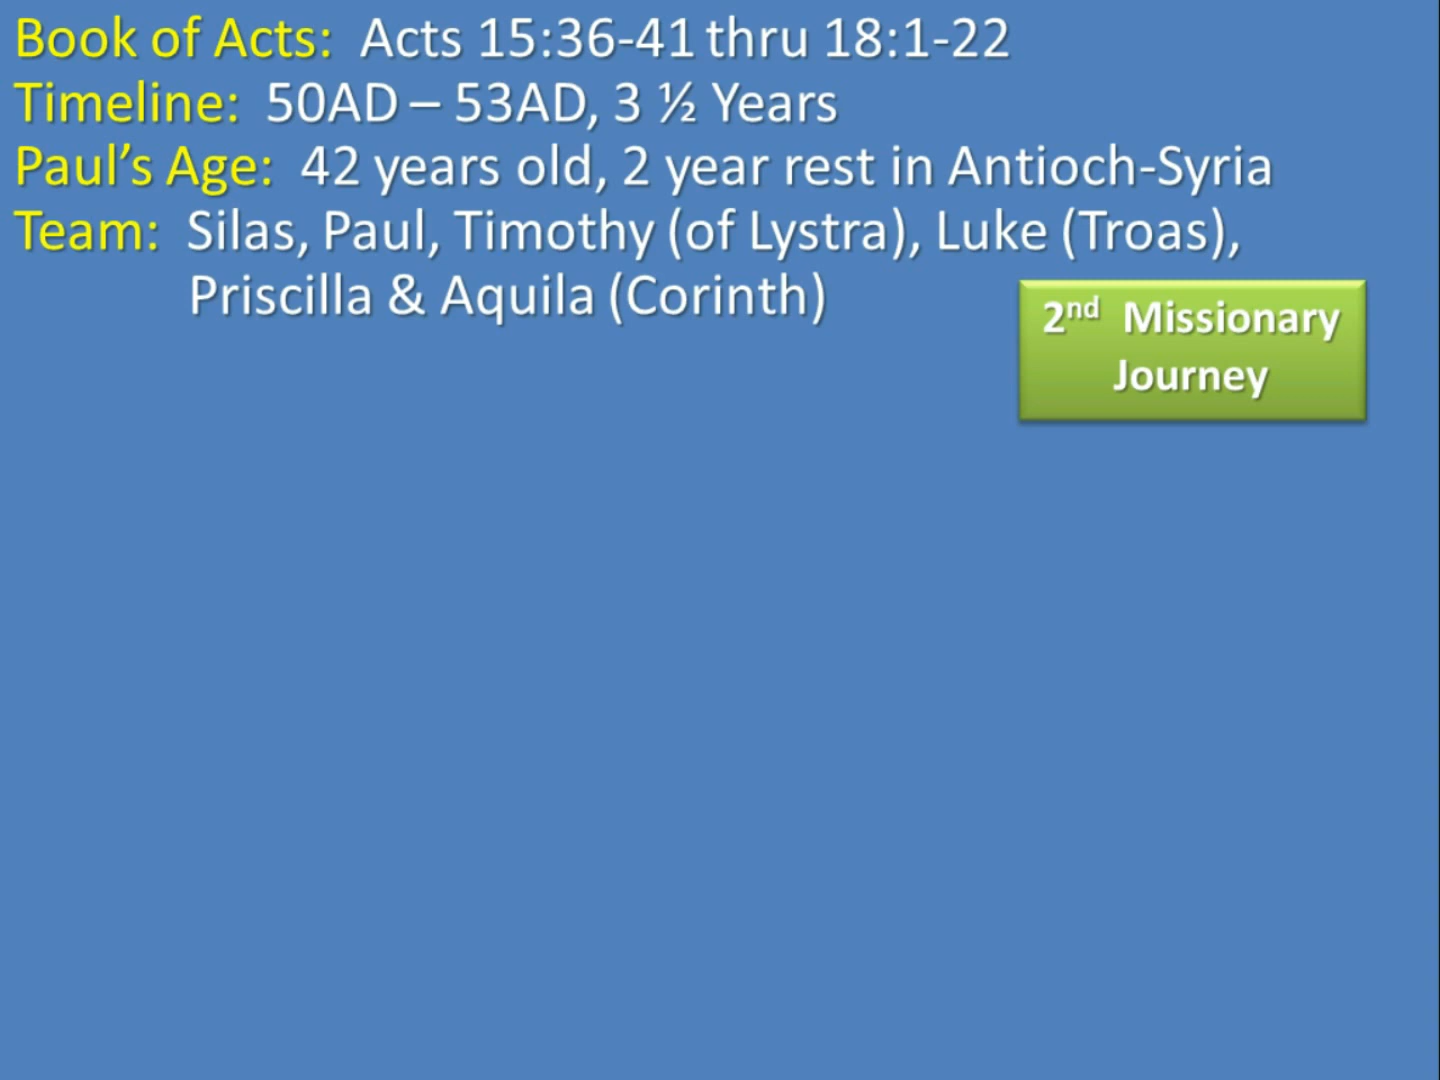 Book of Acts: Acts 15:36-41 thru 18:1-22
Timeline: 50AD – 53AD, 3 ½ Years
Paul’s Age: 42 years old, 2 year rest in Antioch-Syria
Team: Silas, Paul, Timothy (of Lystra), Luke (Troas),
Priscilla & Aquila (Corinth)
2nd Missionary
Journey